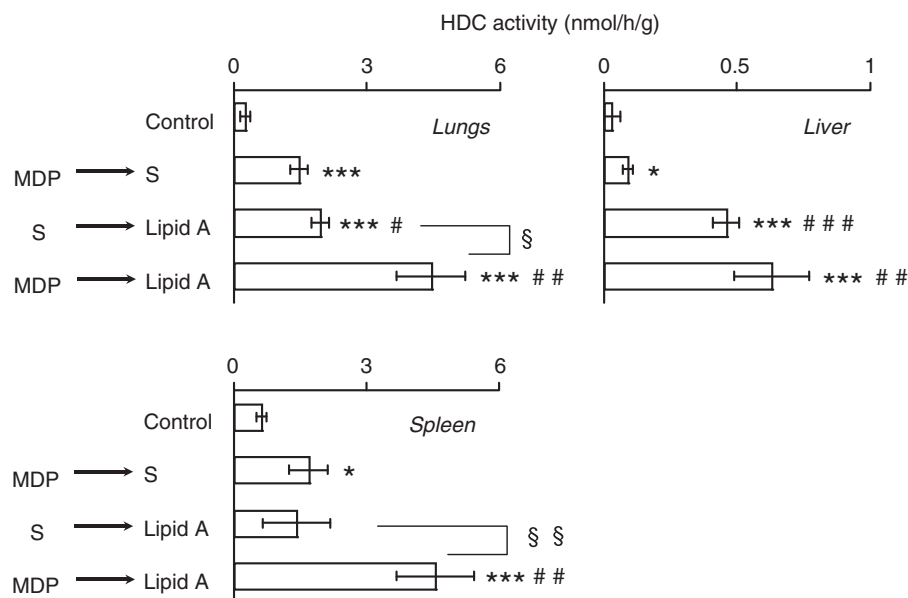 HDC activity (nmol/h/g)
0 3 6
Control
Lungs
MDP S ***
S Lipid A *** # §
MDP Lipid A *** # #
0 0.5 1
Liver
*
*** # # #
*** # #
0 3 6
Control
Spleen
MDP S *
S Lipid A § §
MDP Lipid A *** # #